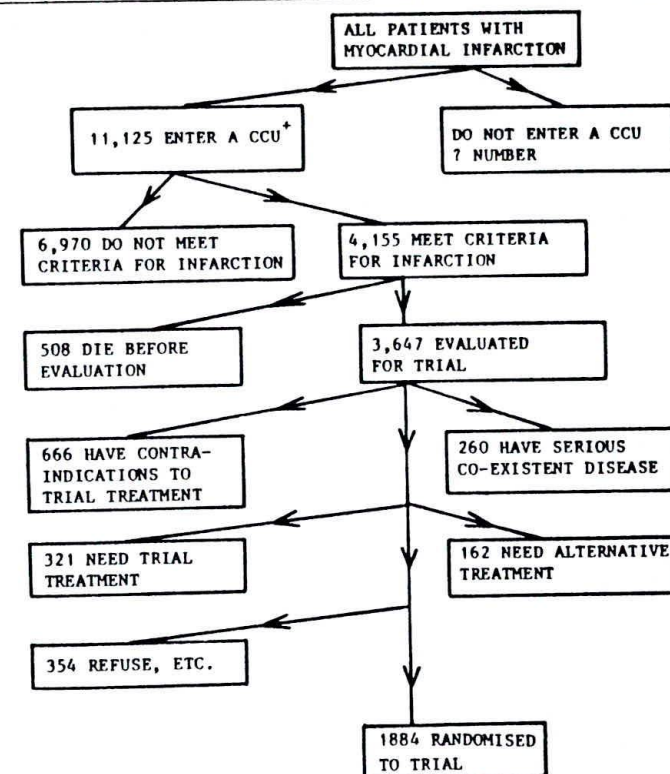 ALL PATIENTS WITH
MYOCARDIAL INFARCTION
11,125 ENTER A CCU+
DO NOT ENTER A CCU
? NUMBER
6,970 DO NOT MEET
CRITERIA FOR INFARCTION
4,155 MEET CRITERIA
FOR INFARCTION
508 DIE BEFORE
EVALUATION
3,647 EVALUATED
FOR TRIAL
666 HAVE CONTRA-
INDICATIONS TO
TRIAL TREATMENT
260 HAVE SERIOUS
CO-EXISTENT DISEASE
321 NEED TRIAL
TREATMENT
162 NEED ALTERNATIVE
TREATMENT
354 REFUSE, ETC.
1884 RANDOMISED
TO TRIAL